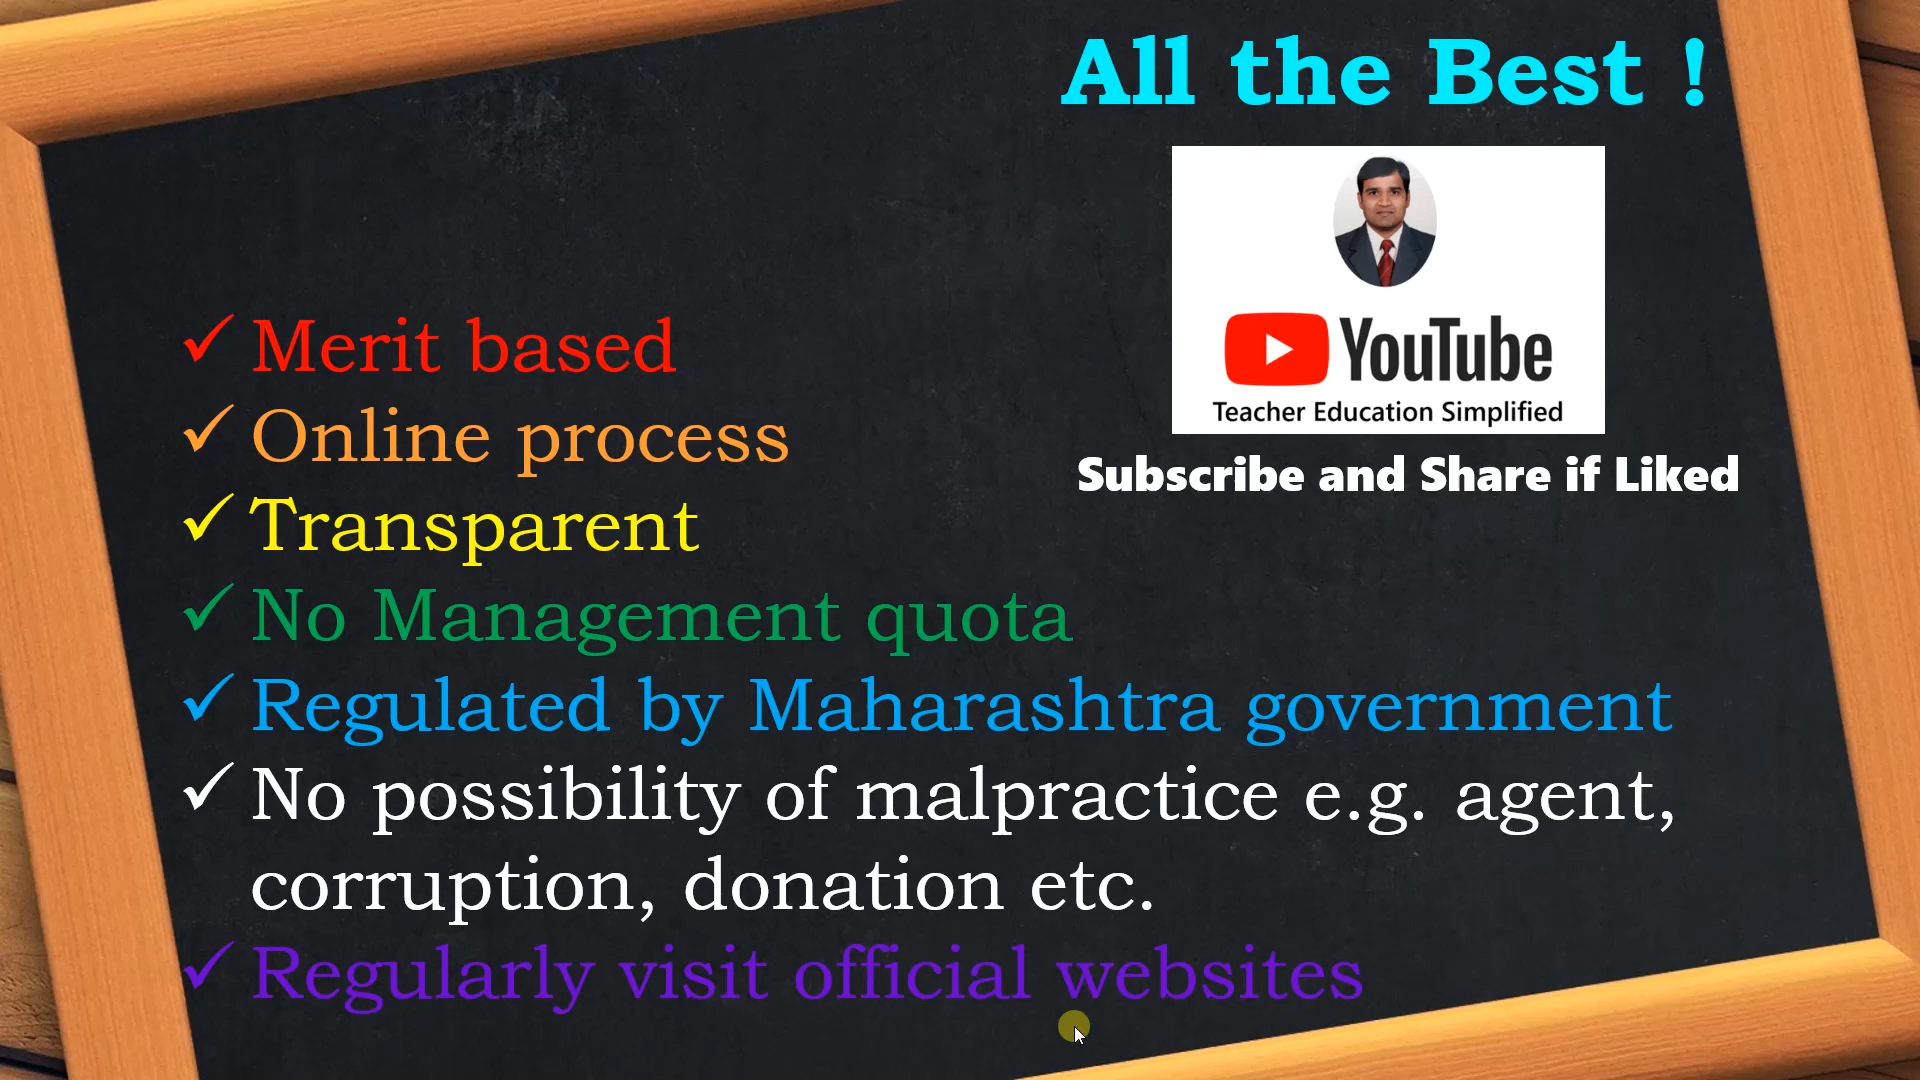 All the Best !
YouTube
Teacher Education Simplified
Subscribe and Share if Liked
✓ Merit based
✓ Online process
✓ Transparent
✓ No Management quota
✓ Regulated by Maharashtra government
✓ No possibility of malpractice e.g. agent,
corruption, donation etc.
✓ Regularly visit official websites